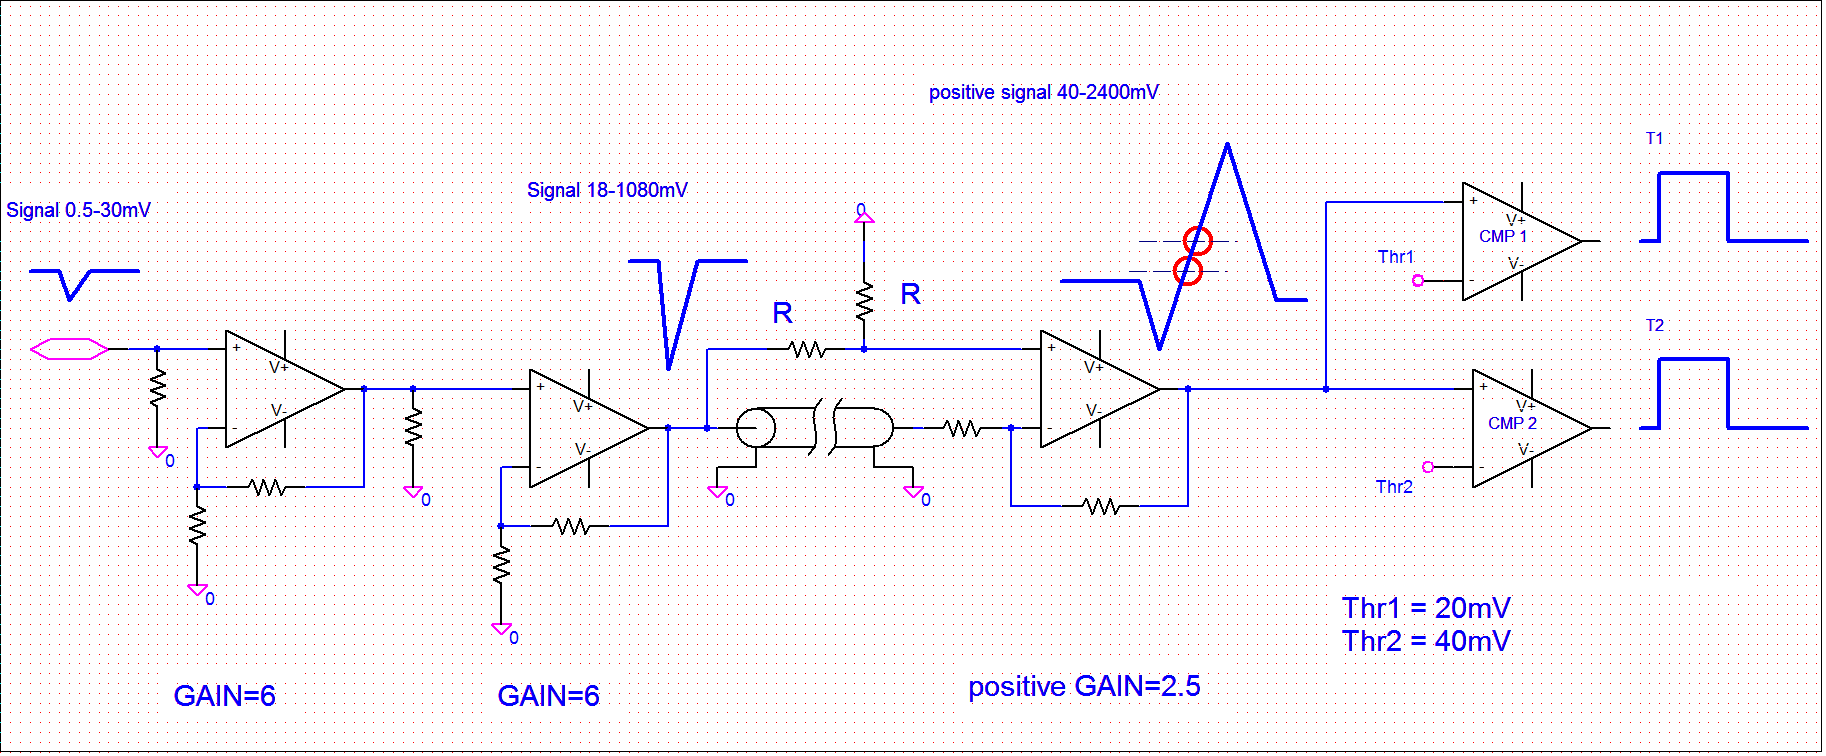 positive signal 40-2400mV
T1
Signal 18-1080mV
Signal 0.5-30mV
0
+
V+
CMP 1
V-
-
Thr1
R
R
T2
+
V+
V-
-
0
+
V+
V-
-
0
0
0
+
V+
V-
-
+
V+
CMP 2
V-
-
Thr2
0
0
Thr1 = 20mV
Thr2 = 40mV
GAIN=6
GAIN=6
positive GAIN=2.5